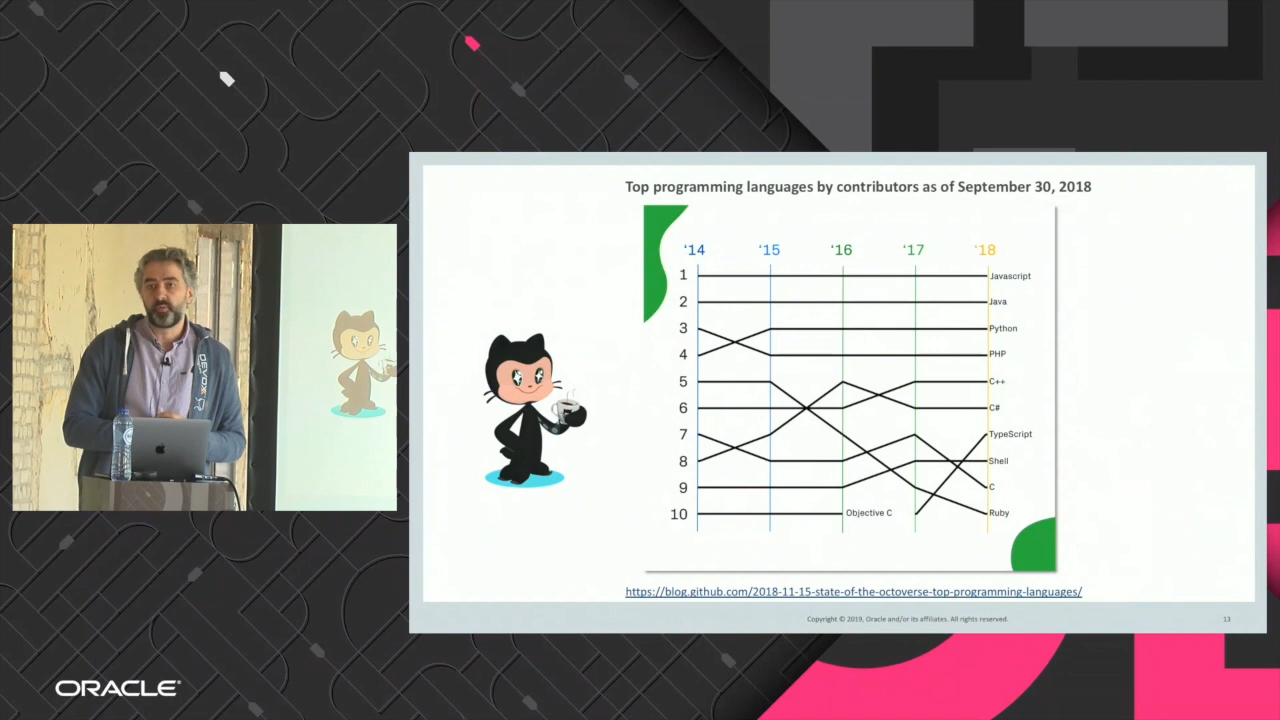 Top programming languages by contributors as of September 30, 2018
‘14 ‘15 ‘16 ‘17 ‘18
1 Javascript
2 Java
3 Python
4 PHP
5 C++
6 C#
7 TypeScript
8 Shell
9 C
10 Objective C Ruby
https://blog.github.com/2018-11-15-state-of-the-octoverse-top-programming-languages/
Copyright © 2019, Oracle and/or its affiliates. All rights reserved. 13
DEVOXX
ORACLE®